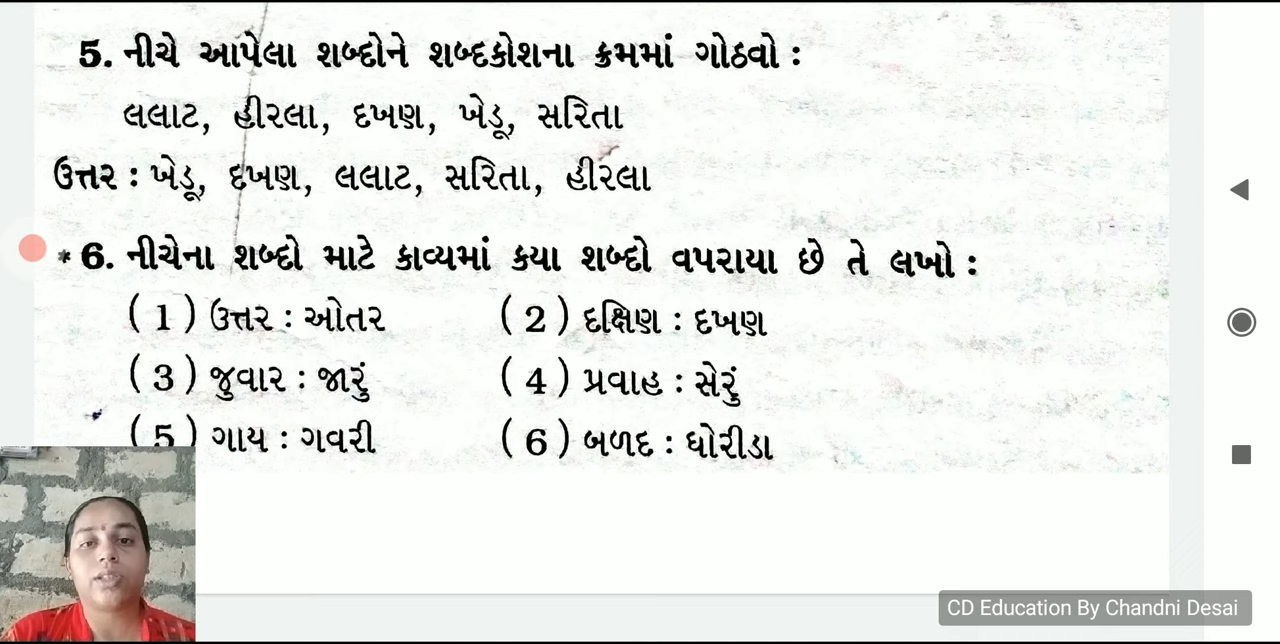 5. નીચે આપેલા શબ્દોને શબ્દકોશના ક્રમમાં ગોઠવો :
લલાટ, હીરલા, દખણ, ખેડૂ, સરિતા
ઉત્તર : ખેડૂ, દખણ, લલાટ, સરિતા, હીરલા
* 6. નીચેના શબ્દો માટે કાવ્યમાં કયા શબ્દો વપરાયા છે તે લખો :
( 1 ) ઉત્તર : ઓતર ( 2 ) દક્ષિણ : દખણ
( 3 ) જુવાર : જારું ( 4 ) પ્રવાહ : સેરું
( 5 ) ગાય : ગવરી ( 6 ) બળદ : ધોરીડા
CD Education By Chandni Desai